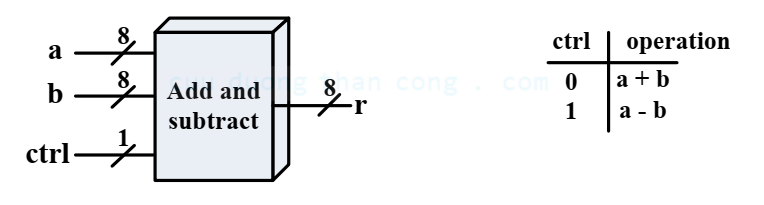 a 8
b 8
ctrl 1
Add and
subtract
8 r
cuu duong than cong . com
ctrl operation
0 a + b
1 a - b